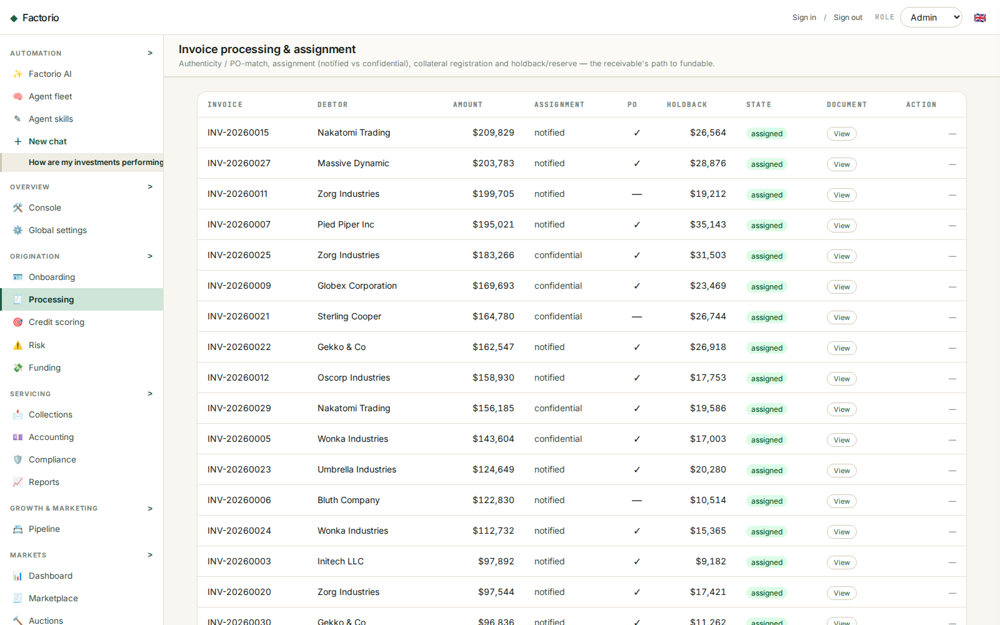 ◆ Factorio
Sign in / Sign out ROLE Admin
AUTOMATION >
Factorio AI
Agent fleet
Agent skills
+ New chat
How are my investments performing
OVERVIEW >
Console
Global settings
ORIGINATION >
Onboarding
Processing
Credit scoring
Risk
Funding
SERVICING >
Collections
Accounting
Compliance
Reports
GROWTH & MARKETING >
Pipeline
MARKETS >
Dashboard
Marketplace
Auctions
Invoice processing & assignment
Authenticity / PO-match, assignment (notified vs confidential), collateral registration and holdback/reserve — the receivable's path to fundable.
INVOICE DEBTOR AMOUNT ASSIGNMENT PO HOLDBACK STATE DOCUMENT ACTION
INV-20260015 Nakatomi Trading $209,829 notified ✓ $26,564 assigned View —
INV-20260027 Massive Dynamic $203,783 notified ✓ $28,876 assigned View —
INV-20260011 Zorg Industries $199,705 notified — $19,212 assigned View —
INV-20260007 Pied Piper Inc $195,021 notified ✓ $35,143 assigned View —
INV-20260025 Zorg Industries $183,266 confidential ✓ $31,503 assigned View —
INV-20260009 Globex Corporation $169,693 confidential ✓ $23,469 assigned View —
INV-20260021 Sterling Cooper $164,780 confidential — $26,744 assigned View —
INV-20260022 Gekko & Co $162,547 notified ✓ $26,918 assigned View —
INV-20260012 Oscorp Industries $158,930 notified ✓ $17,753 assigned View —
INV-20260029 Nakatomi Trading $156,185 confidential ✓ $19,586 assigned View —
INV-20260005 Wonka Industries $143,604 confidential ✓ $17,003 assigned View —
INV-20260023 Umbrella Industries $124,649 notified ✓ $20,280 assigned View —
INV-20260006 Bluth Company $122,830 notified — $10,514 assigned View —
INV-20260024 Wonka Industries $112,732 notified ✓ $15,365 assigned View —
INV-20260003 Initech LLC $97,892 notified ✓ $9,182 assigned View —
INV-20260020 Zorg Industries $97,544 notified ✓ $17,421 assigned View —
INV-20260030 Gekko & Co $96,836 notified ✓ $11,262 assigned View —